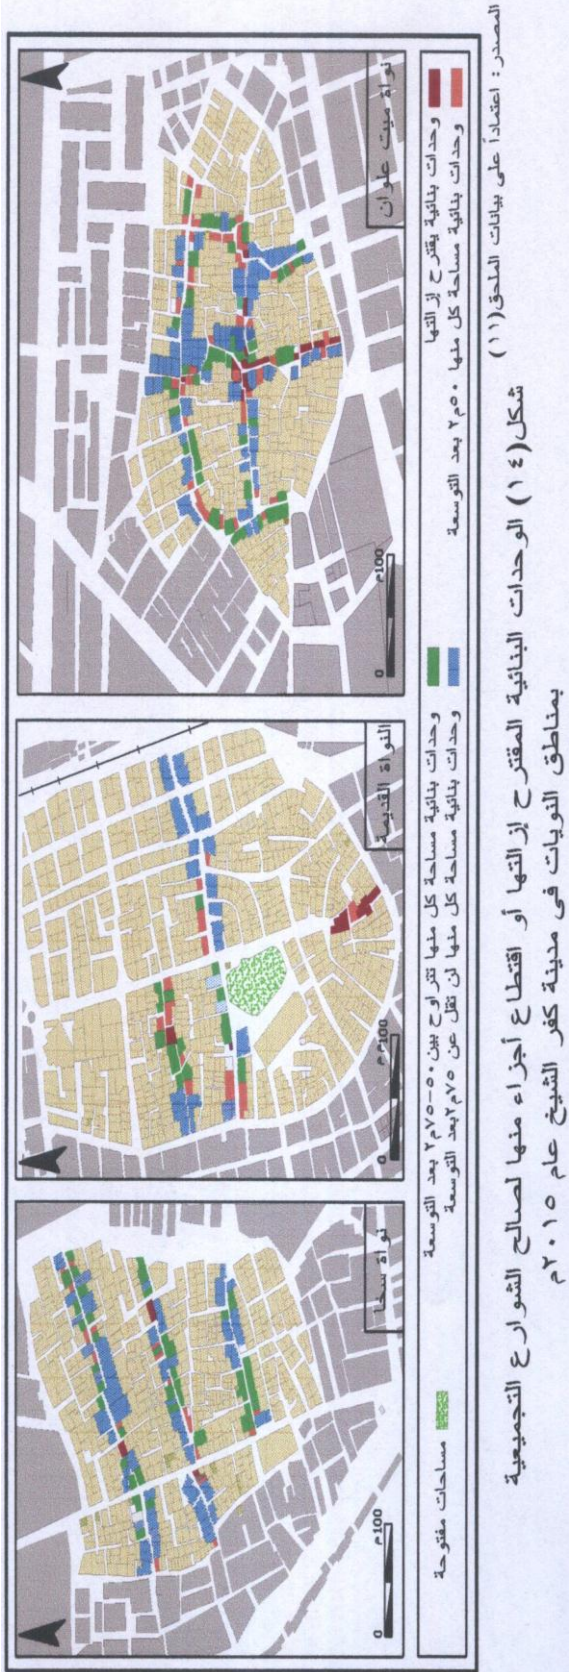 نواة سخا
100م
0
النواة القديمة
100م
0
نواة ميت علوان
100م
0
مساحات مفتوحة
وحدات بنائية مساحة كل منها تتراوح بين ٥٠-٧٥م٢ بعد التوسعة
وحدات بنائية مساحة كل منها لن تقل عن ٧٥م٢ بعد التوسعة
وحدات بنائية يقترح إزالتها
وحدات بنائية مساحة كل منها ٥٠م٢ بعد التوسعة
المصدر : اعتماداً على بيانات الملحق(١١)
شكل(١٤) الوحدات البنائية المقترح إزالتها أو اقتطاع أجزاء منها لصالح الشوارع التجميعية
بمناطق النويات فى مدينة كفر الشيخ عام ٢٠١٥م